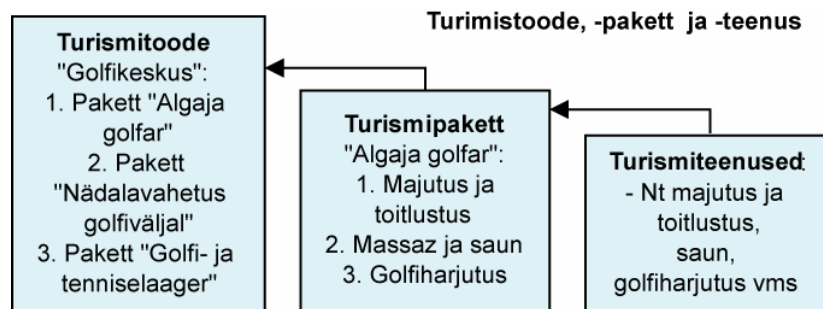 Turimistoode, -pakett ja -teenus
Turismitoode
"Golfikeskus":
1. Pakett "Algaja
golfar"
2. Pakett
"Nädalavahetus
golfiväljal"
3. Pakett "Golfi- ja
tenniselaager"
Turismipakett
"Algaja golfar":
1. Majutus ja
toitlustus
2. Massaz ja saun
3. Golfiharjutus
Turismiteenused:
- Nt majutus ja
toitlustus,
saun,
golfiharjutus vms